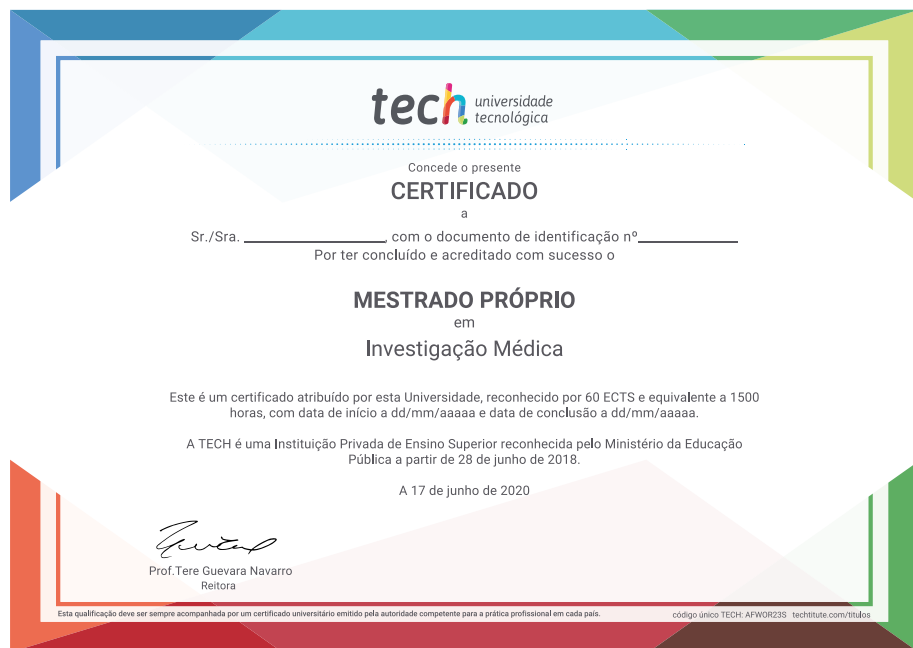 tech universidade
tecnológica
Concede o presente
CERTIFICADO
a
Sr./Sra. ________________, com o documento de identificação nº____________
Por ter concluído e acreditado com sucesso o
MESTRADO PRÓPRIO
em
Investigação Médica
Este é um certificado atribuído por esta Universidade, reconhecido por 60 ECTS e equivalente a 1500
horas, com data de início a dd/mm/aaaaa e data de conclusão a dd/mm/aaaaa.
A TECH é uma Instituição Privada de Ensino Superior reconhecida pelo Ministério da Educação
Pública a partir de 28 de junho de 2018.
A 17 de junho de 2020
Prof.Tere Guevara Navarro
Reitora
Esta qualificação deve ser sempre acompanhada por um certificado universitário emitido pela autoridade competente para a prática profissional em cada país.
código único TECH: AFWOR23S techtitute.com/titulos